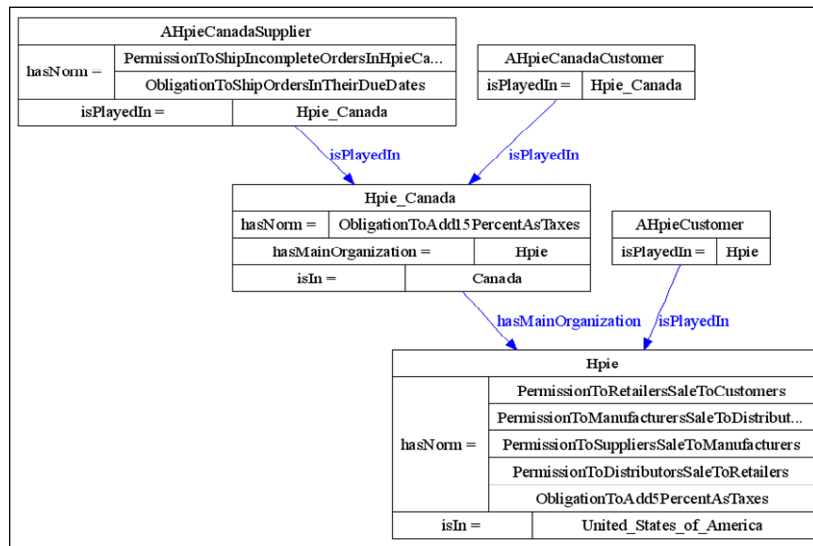 AHpieCanadaSupplier
hasNorm =
PermissionToShipIncompleteOrdersInHpieCa...
ObligationToShipOrdersInTheirDueDates
isPlayedIn =
Hpie_Canada
AHpieCanadaCustomer
isPlayedIn =
Hpie_Canada
isPlayedIn
isPlayedIn
Hpie_Canada
hasNorm =
ObligationToAdd15PercentAsTaxes
hasMainOrganization =
Hpie
isIn =
Canada
AHpieCustomer
isPlayedIn =
Hpie
hasMainOrganization
isPlayedIn
Hpie
hasNorm =
PermissionToRetailersSaleToCustomers
PermissionToManufacturersSaleToDistribut...
PermissionToSuppliersSaleToManufacturers
PermissionToDistributorsSaleToRetailers
ObligationToAdd5PercentAsTaxes
isIn =
United_States_of_America